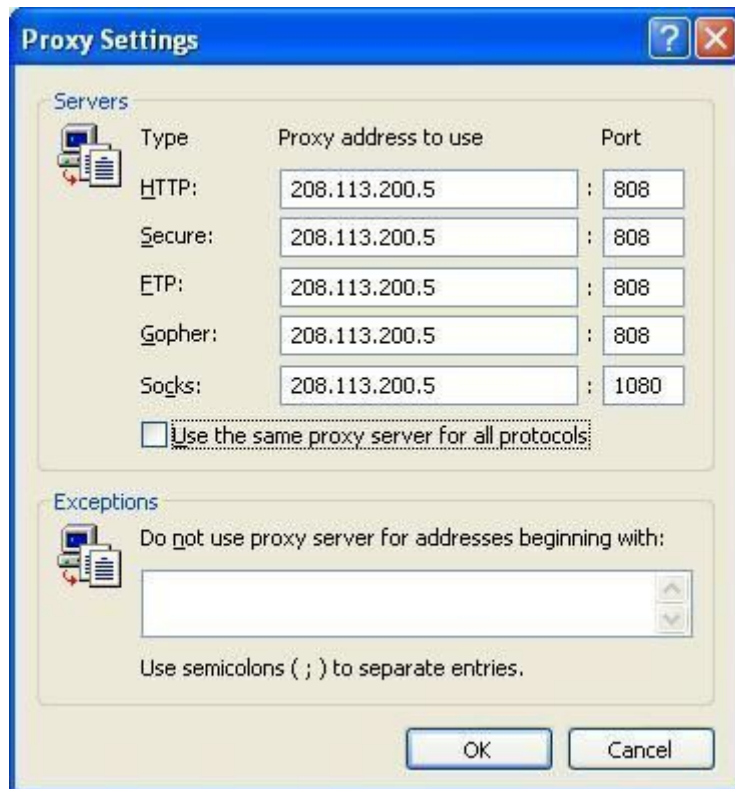 Proxy Settings
Servers
Type Proxy address to use Port
HTTP: 208.113.200.5 : 808
Secure: 208.113.200.5 : 808
FTP: 208.113.200.5 : 808
Gopher: 208.113.200.5 : 808
Socks: 208.113.200.5 : 1080
Use the same proxy server for all protocols
Exceptions
Do not use proxy server for addresses beginning with:
Use semicolons ( ; ) to separate entries.
OK Cancel